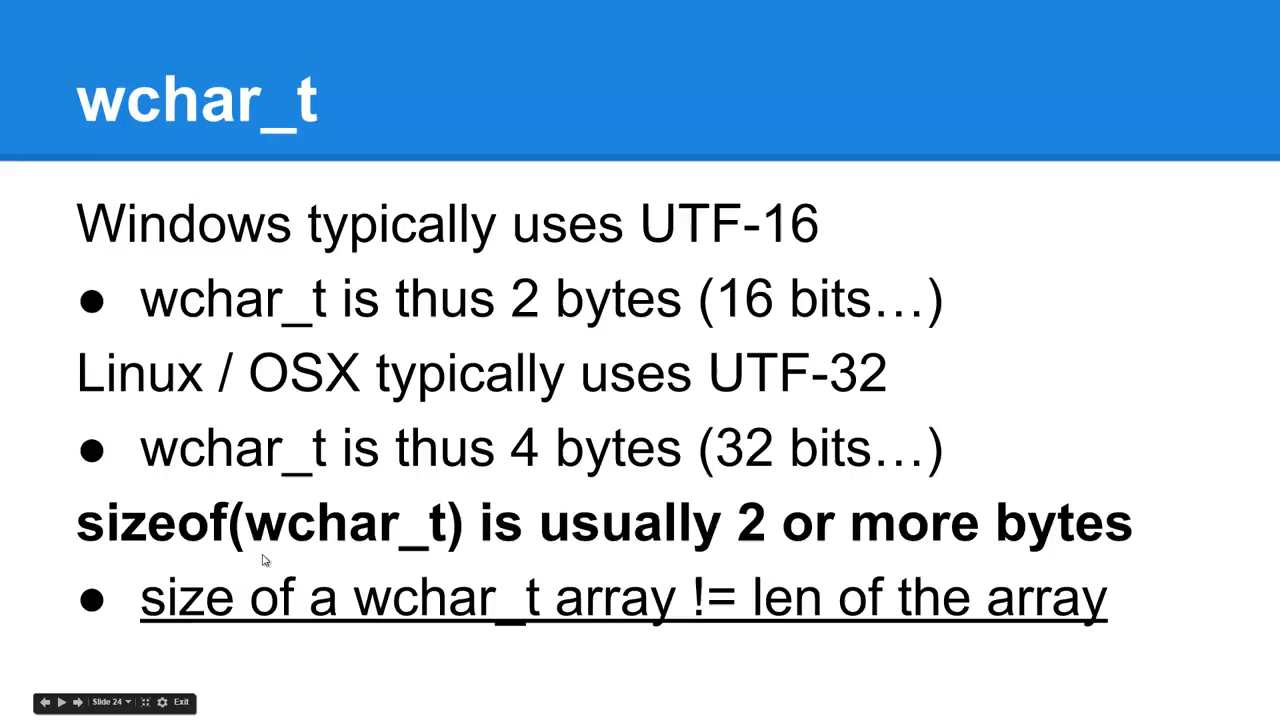 wchar_t
Windows typically uses UTF-16
● wchar_t is thus 2 bytes (16 bits…)
Linux / OSX typically uses UTF-32
● wchar_t is thus 4 bytes (32 bits…)
sizeof(wchar_t) is usually 2 or more bytes
● size of a wchar_t array != len of the array
Slide 24 Exit